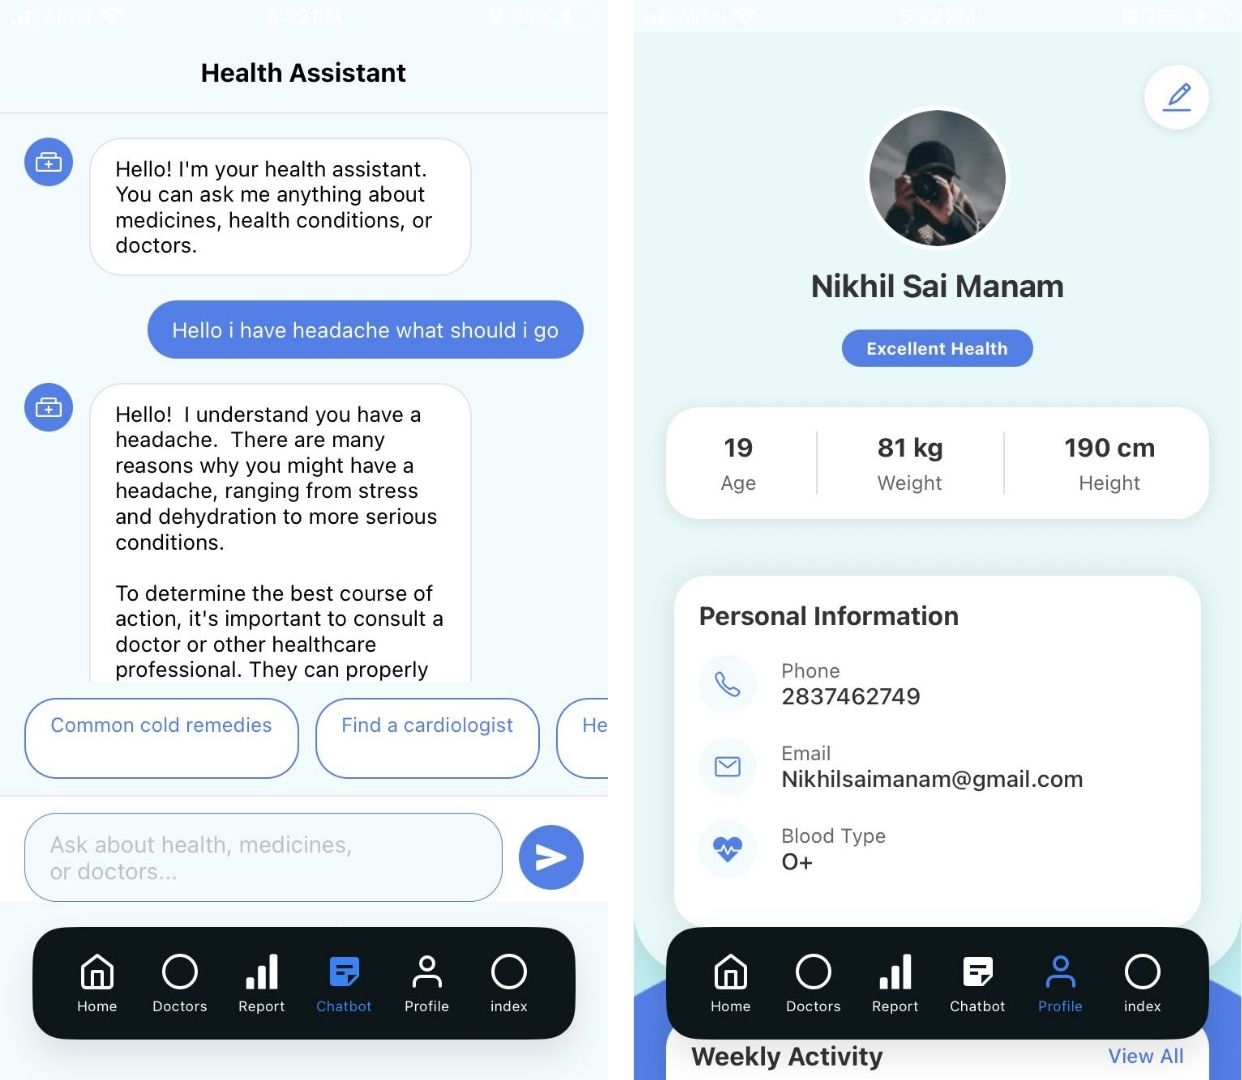 Airtel
5:22 PM
25%
Health Assistant
Hello! I'm your health assistant.
You can ask me anything about
medicines, health conditions, or
doctors.
Hello i have headache what should i go
Hello!  I understand you have a
headache.  There are many
reasons why you might have a
headache, ranging from stress
and dehydration to more serious
conditions.
To determine the best course of
action, it's important to consult a
doctor or other healthcare
professional. They can properly
Common cold remedies
Find a cardiologist
He
Ask about health, medicines,
or doctors...
Home
Doctors
Report
Chatbot
Profile
index
Airtel
5:22 PM
25%
Nikhil Sai Manam
Excellent Health
19
Age
81 kg
Weight
190 cm
Height
Personal Information
Phone
2837462749
Email
Nikhilsaimanam@gmail.com
Blood Type
O+
Home
Doctors
Report
Chatbot
Profile
index
Weekly Activity
View All